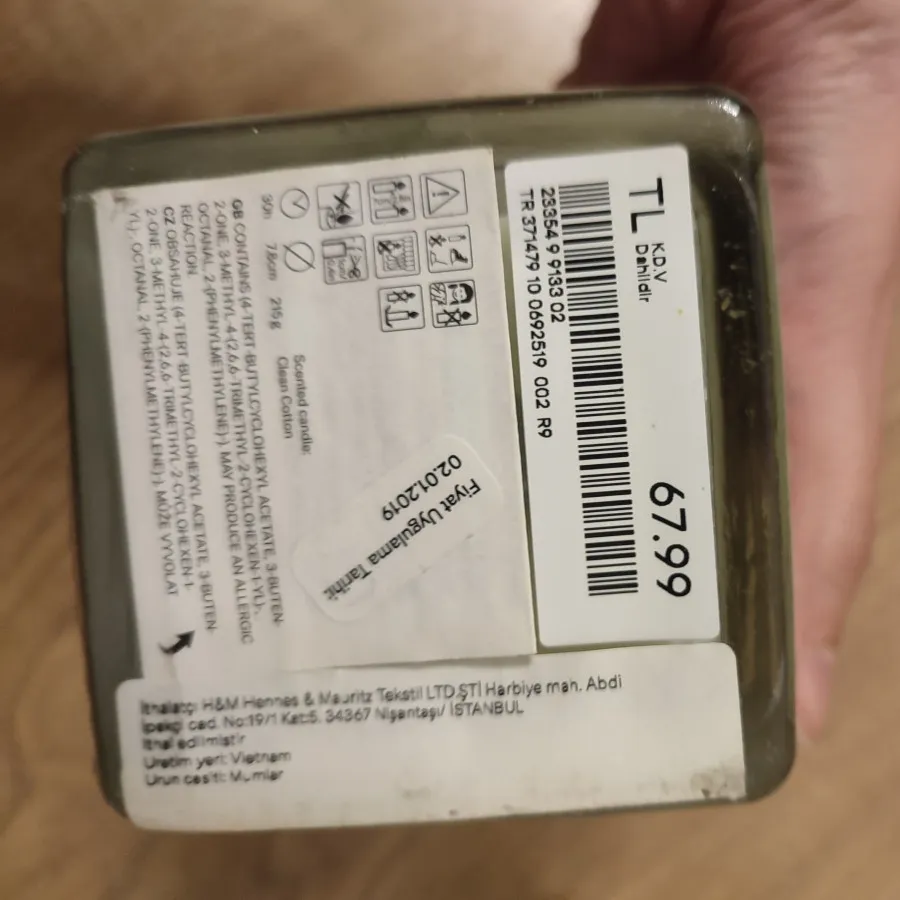 TL
K.D.V
Dahildir
67.99
23354 9 9133 02
TR 371479 10 0692519 002 R9
30h 7.8cm 215g
Scented candle:
Clean Cotton
GB CONTAINS (4-TERT-BUTYLCYCLOHEXYL ACETATE, 3-BUTEN-
2-ONE, 3-METHYL-4-(2,6,6-TRIMETHYL-2-CYCLOHEXEN-1-YL)-,
OCTANAL, 2-(PHENYLMETHYLENE)-). MAY PRODUCE AN ALLERGIC
REACTION.
CZ OBSAHUJE (4-TERT-BUTYLCYCLOHEXYL ACETATE, 3-BUTEN-
2-ONE, 3-METHYL-4-(2,6,6-TRIMETHYL-2-CYCLOHEXEN-1-
YL)-, OCTANAL, 2-(PHENYLMETHYLENE)-). MŮŽE VYVOLAT
Fiyat Uygulama Tarihi:
02.01.2019
İthalatçı H&M Hennes & Mauritz Tekstil LTD.ŞTİ Harbiye mah. Abdi
İpekçi cad. No:19/1 Kat:5. 34367 Nişantaşı/ İSTANBUL
İthal edilmiştir
Üretim yeri: Vietnam
Ürün çeşiti: Mumlar